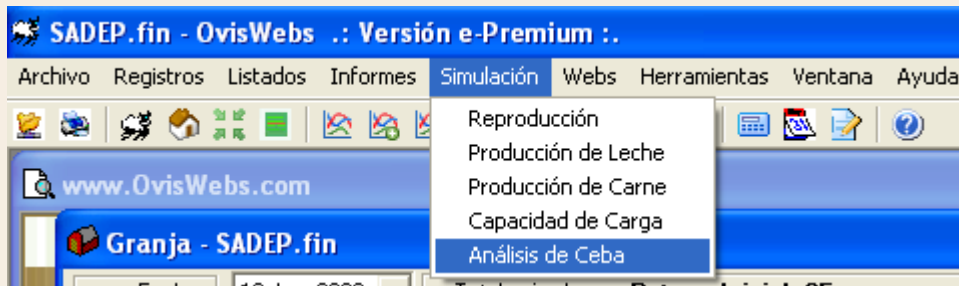 SADEP.fin - OvisWebs .: Versión e-Premium :.
Archivo Registros Listados Informes Simulación Webs Herramientas Ventana Ayuda
Reproducción
Producción de Leche
Producción de Carne
Capacidad de Carga
Análisis de Ceba
www.OvisWebs.com
Granja - SADEP.fin